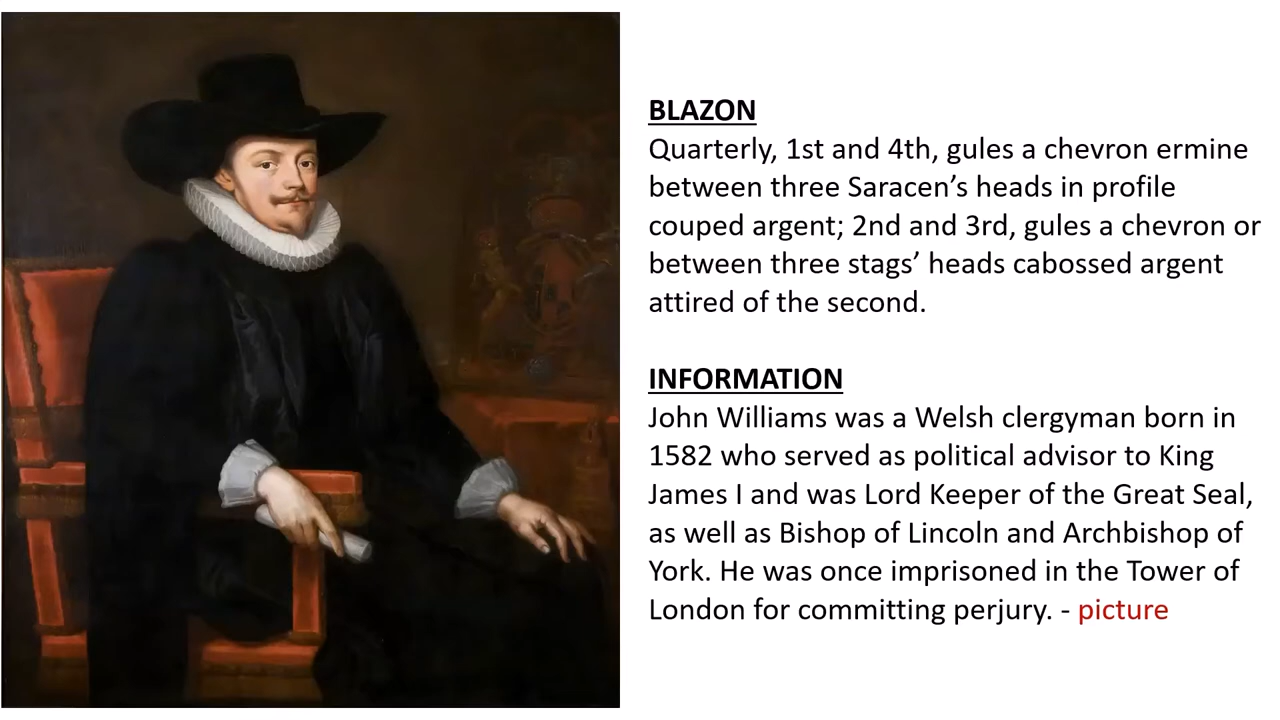 BLAZON
Quarterly, 1st and 4th, gules a chevron ermine
between three Saracen’s heads in profile
couped argent; 2nd and 3rd, gules a chevron or
between three stags’ heads cabossed argent
attired of the second.
INFORMATION
John Williams was a Welsh clergyman born in
1582 who served as political advisor to King
James I and was Lord Keeper of the Great Seal,
as well as Bishop of Lincoln and Archbishop of
York. He was once imprisoned in the Tower of
London for committing perjury. - picture